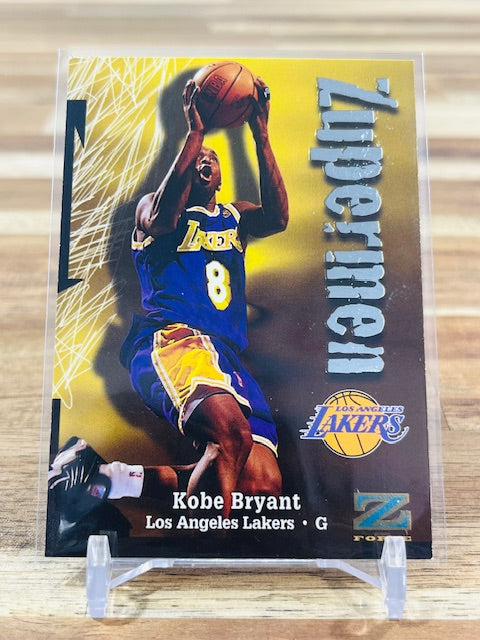 Zupermen
LAKERS
8
LOS ANGELES
LAKERS
Kobe Bryant
Los Angeles Lakers • G
Z
FORCE